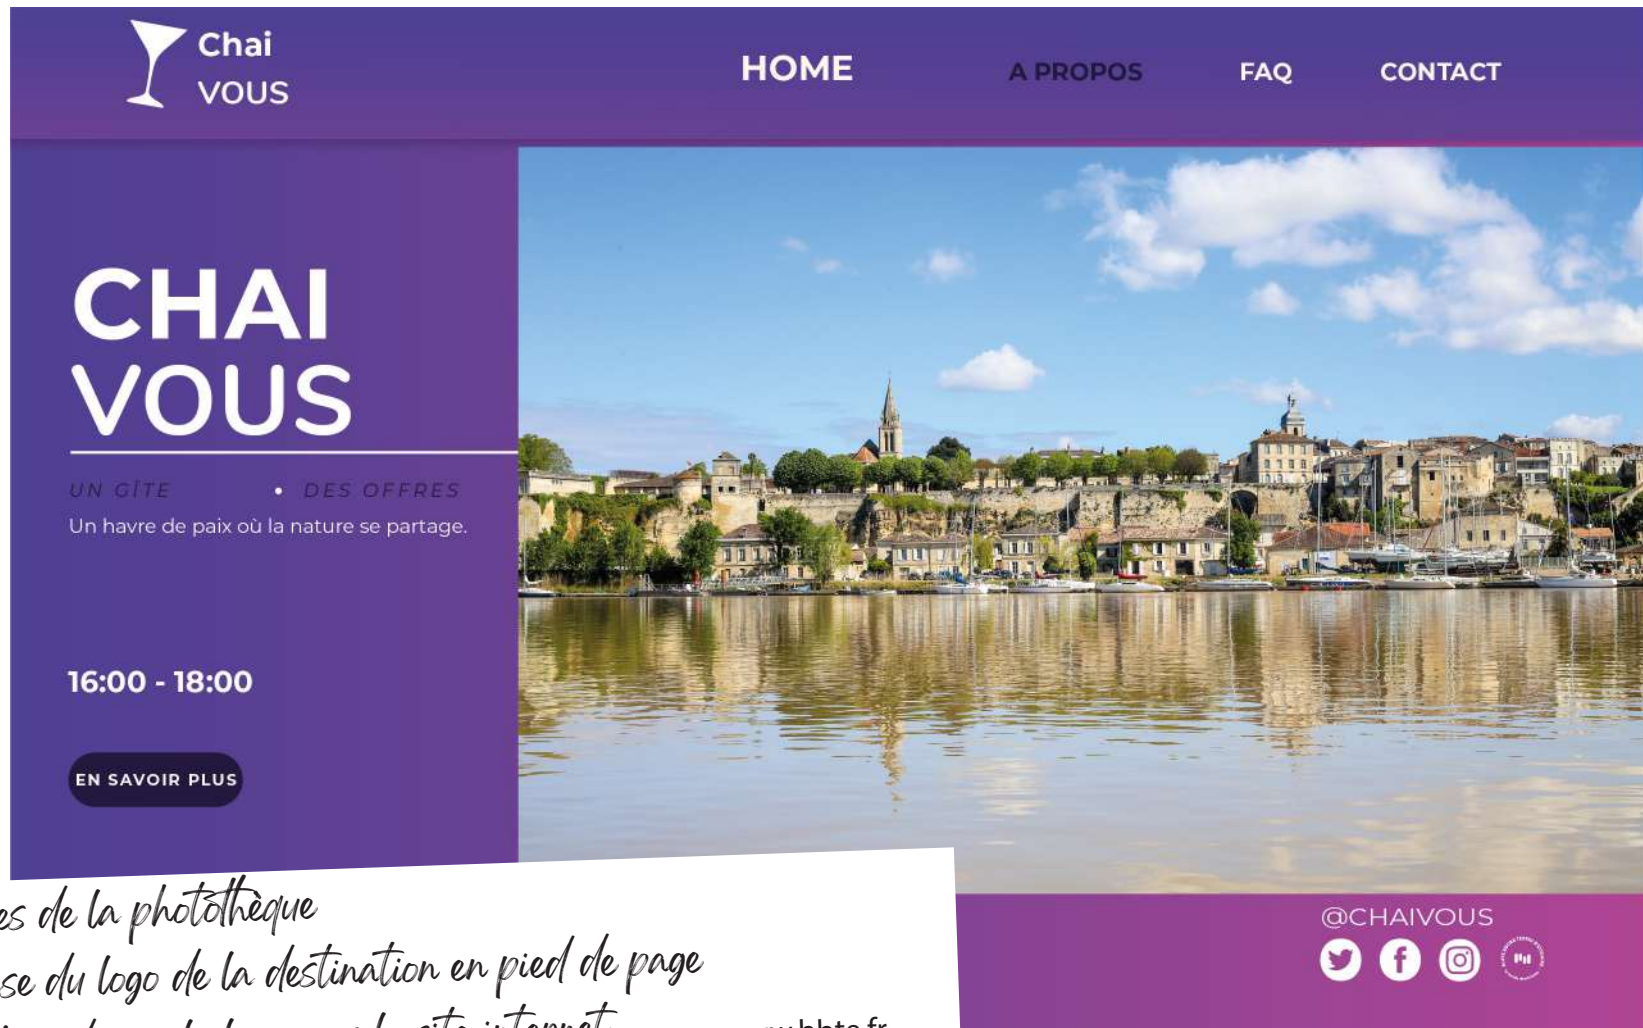 Chai
VOUS
HOME A PROPOS FAQ CONTACT
CHAI
VOUS
UN GÎTE • DES OFFRES
Un havre de paix où la nature se partage.
16:00 - 18:00
EN SAVOIR PLUS
de la photothèque
du logo de la destination en pied de page
@CHAIVOUS